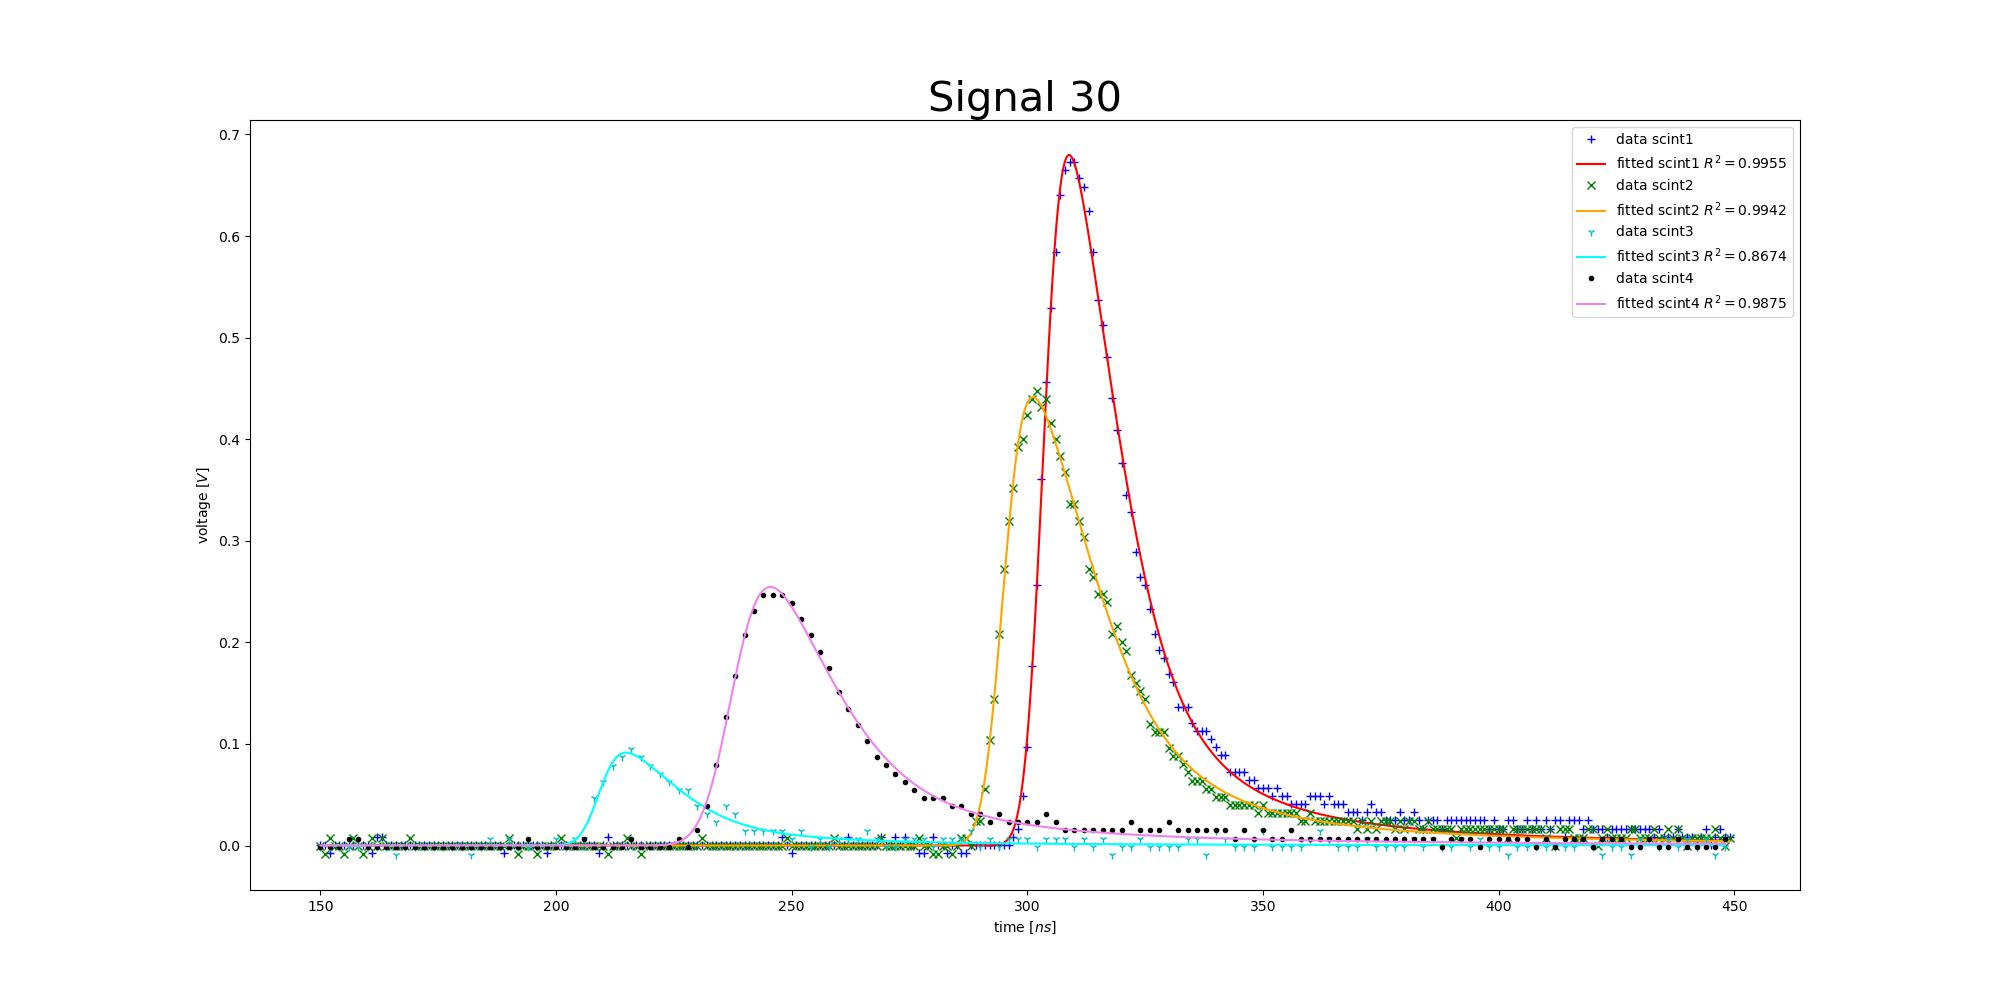 Signal 30
0.7
0.6
0.5
0.4
0.3
0.2
0.1
0.0
voltage [V]
150 200 250 300 350 400 450
time [ns]
data scint1
fitted scint1 R² = 0.9955
data scint2
fitted scint2 R² = 0.9942
data scint3
fitted scint3 R² = 0.8674
data scint4
fitted scint4 R² = 0.9875